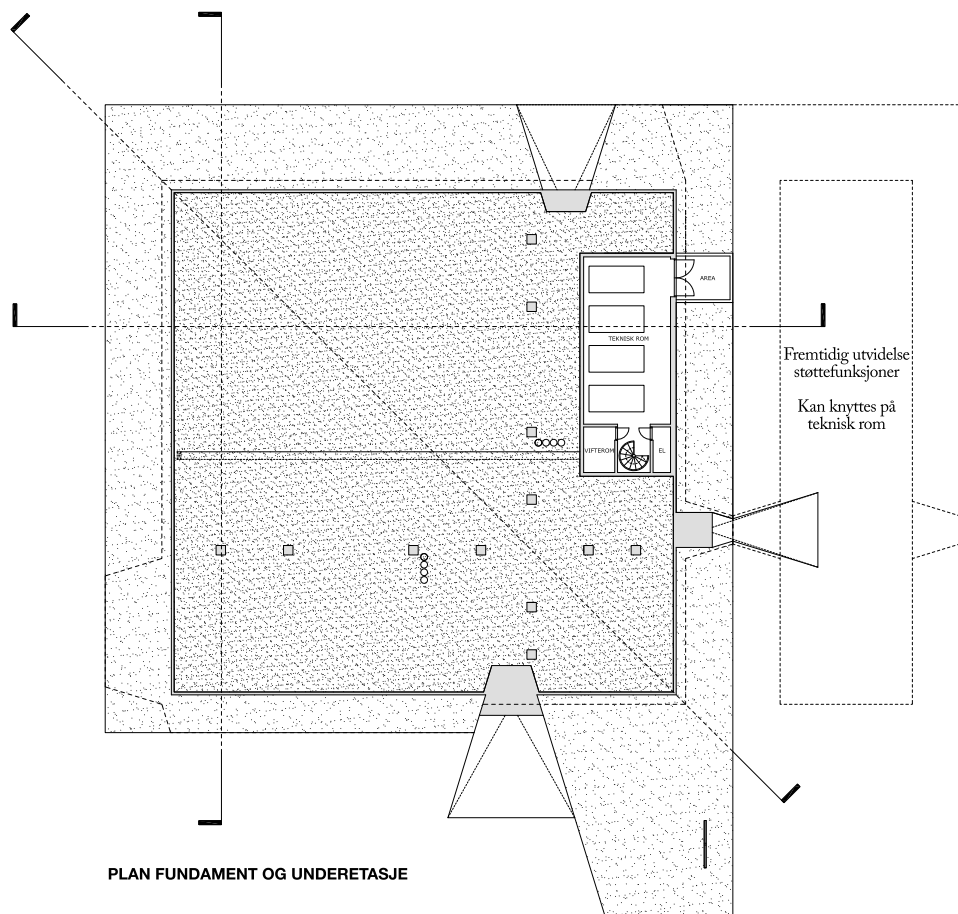 AREA
TEKNISK ROM
Fremtidig utvidelse
støttefunksjoner
Kan knyttes på
teknisk rom
VIFTEROM
EL
PLAN FUNDAMENT OG UNDERETASJE